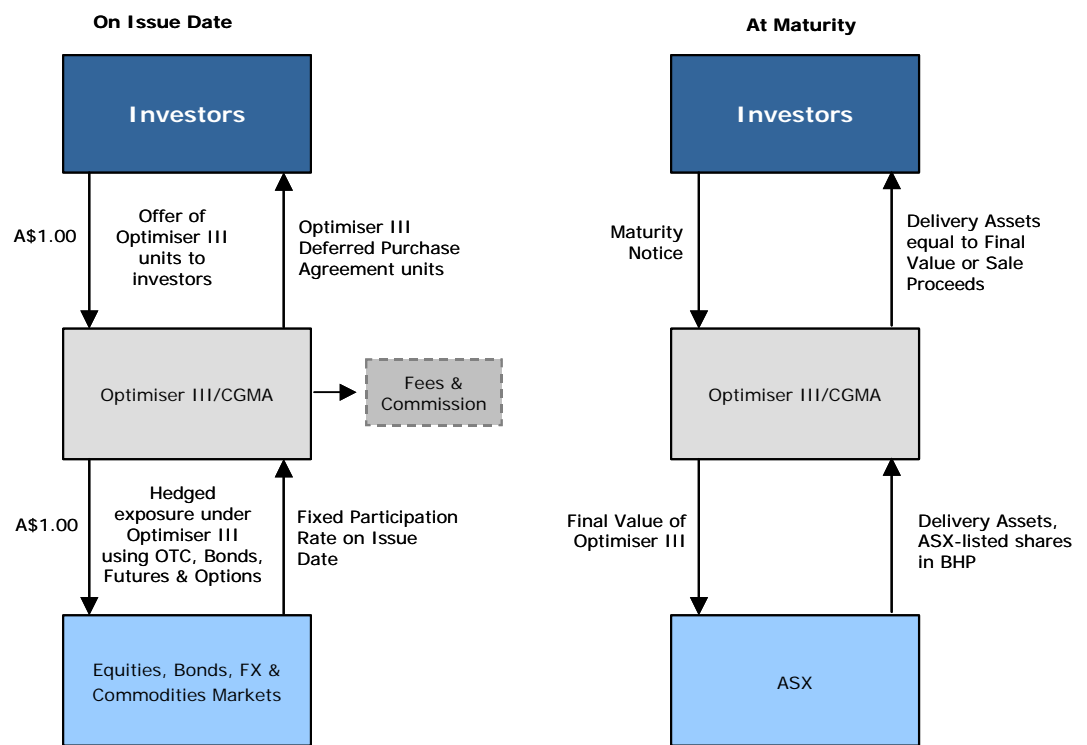 On Issue Date
Investors
A$1.00
Offer of
Optimiser III
units to
investors
Optimiser III
Deferred Purchase
Agreement units
Optimiser III/CGMA
Fees &
Commission
A$1.00
Hedged
exposure under
Optimiser III
using OTC, Bonds,
Futures & Options
Fixed Participation
Rate on Issue
Date
Equities, Bonds, FX &
Commodities Markets
At Maturity
Investors
Maturity
Notice
Delivery Assets
equal to Final
Value or Sale
Proceeds
Optimiser III/CGMA
Final Value of
Optimiser III
Delivery Assets,
ASX-listed shares
in BHP
ASX